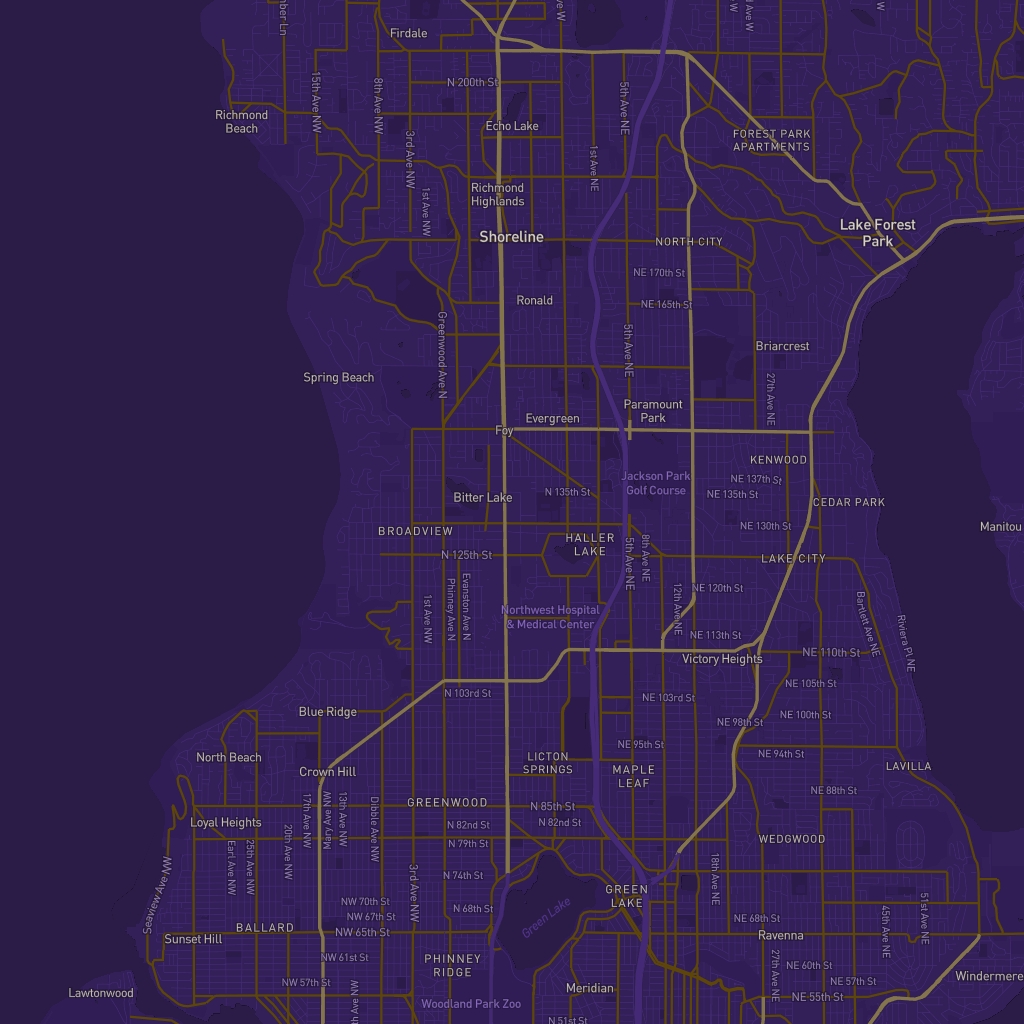 Firdale
N 200th St
15th Ave NW
8th Ave NW
5th Ave NE
Richmond
Beach
Echo Lake
FOREST PARK
APARTMENTS
3rd Ave NW
1st Ave NE
Richmond
Highlands
1st Ave NW
Shoreline
Lake Forest
Park
NORTH CITY
NE 170th St
Ronald
NE 165th St
Greenwood Ave N
5th Ave NE
Briarcrest
Spring Beach
27th Ave NE
Paramount
Park
Evergreen
Foy
KENWOOD
Jackson Park
Golf Course
NE 137th St
N 135th St
NE 135th St
Bitter Lake
CEDAR PARK
BROADVIEW
NE 130th St
Manitou
HALLER
LAKE
N 125th St
5th Ave NE
8th Ave NE
LAKE CITY
1st Ave NW
Phinney Ave N
Evanston Ave N
12th Ave NE
NE 120th St
Bartlett Ave NE
Riviera Pl NE
Northwest Hospital
& Medical Center
NE 113th St
Victory Heights
NE 110th St
N 103rd St
NE 103rd St
NE 105th St
Blue Ridge
NE 100th St
NE 98th St
NE 95th St
NE 94th St
North Beach
LICTON
SPRINGS
MAPLE
LEAF
LAVILLA
Crown Hill
NE 88th St
17th Ave NW
Mary Ave NW
13th Ave NW
Dibble Ave NW
GREENWOOD
N 85th St
Loyal Heights
N 82nd St
N 82nd St
20th Ave NW
N 79th St
WEDGWOOD
Earl Ave NW
25th Ave NW
N 74th St
18th Ave NE
Seaview Ave NW
3rd Ave NW
GREEN
LAKE
Green Lake
NW 70th St
N 68th St
NW 67th St
NE 68th St
45th Ave NE
51st Ave NE
BALLARD
NW 65th St
Sunset Hill
Ravenna
NW 61st St
PHINNEY
RIDGE
NE 60th St
27th Ave NE
NW 57th St
NE 57th St
Windermere
Meridian
Lawtonwood
NE 55th St
Woodland Park Zoo
N 51st St